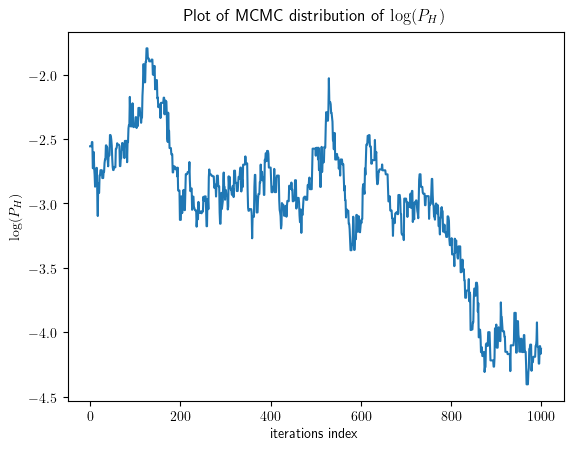 Plot of MCMC distribution of log(P_H)
log(P_H)
−2.0
−2.5
−3.0
−3.5
−4.0
−4.5
0 200 400 600 800 1000
iterations index